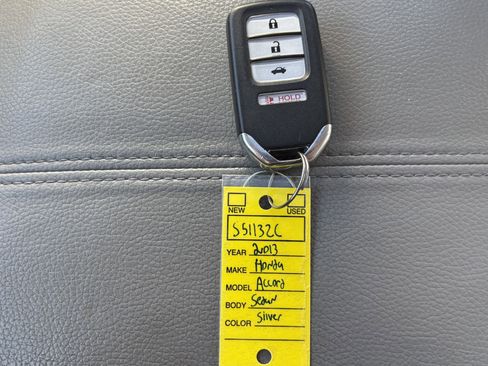 HOLD
NEW USED
S51132C
YEAR 2013
MAKE Honda
MODEL Accord
BODY Sedan
COLOR Silver